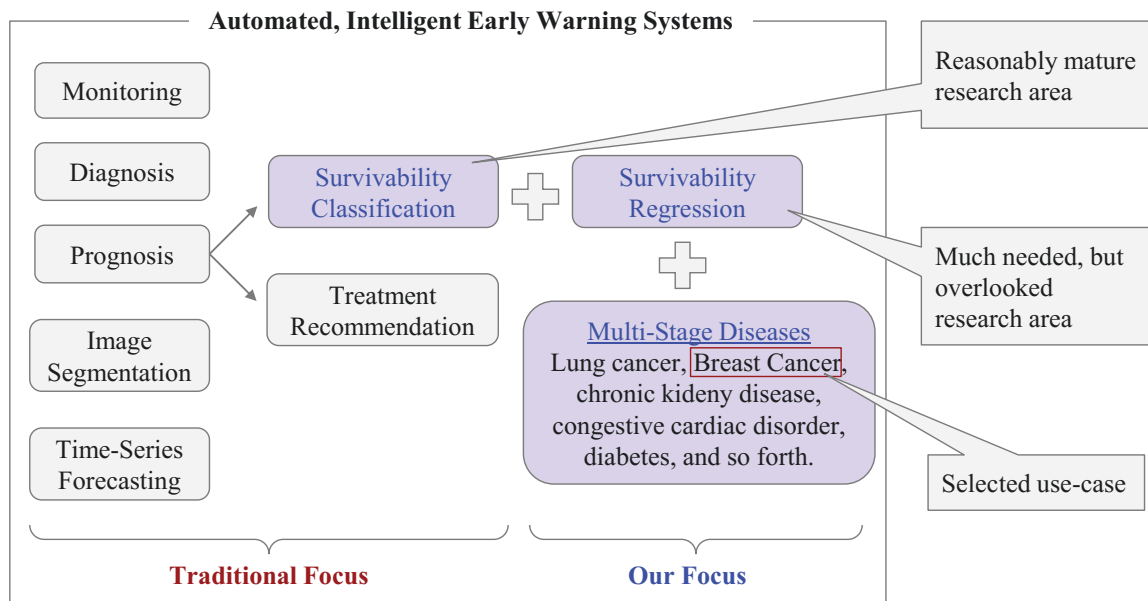 Automated, Intelligent Early Warning Systems
Monitoring
Diagnosis
Prognosis
Image
Segmentation
Time-Series
Forecasting
Survivability
Classification
Treatment
Recommendation
Survivability
Regression
Multi-Stage Diseases
Lung cancer, Breast Cancer,
chronic kideny disease,
congestive cardiac disorder,
diabetes, and so forth.
Reasonably mature
research area
Much needed, but
overlooked
research area
Selected use-case
Traditional Focus
Our Focus